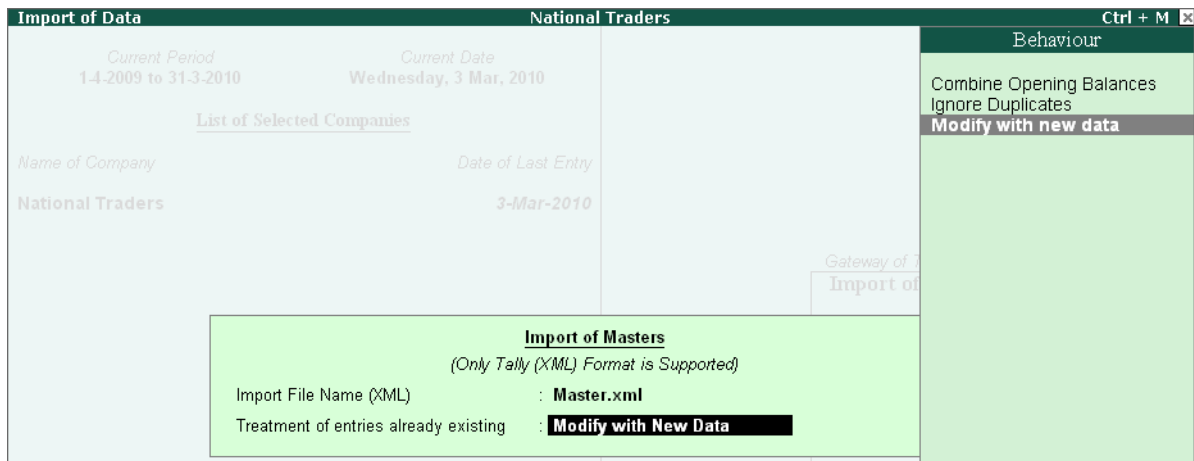 Import of Data National Traders Ctrl + M
Current Period Current Date
1-4-2009 to 31-3-2010 Wednesday, 3 Mar, 2010
List of Selected Companies
Name of Company Date of Last Entry
National Traders 3-Mar-2010
Gateway of T
Import of
Behaviour
Combine Opening Balances
Ignore Duplicates
Modify with new data
Import of Masters
(Only Tally (XML) Format is Supported)
Import File Name (XML) : Master.xml
Treatment of entries already existing : Modify with New Data